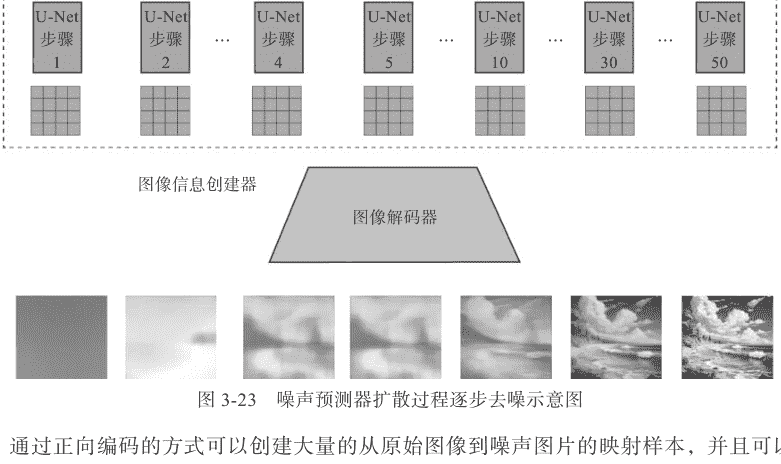 U-Net U-Net U-Net U-Net U-Net U-Net U-Net
步骤 步骤 … 步骤 步骤 … 步骤 … 步骤 … 步骤
1 2 4 5 10 30 50
图像信息创建器
图像解码器
图 3-23 噪声预测器扩散过程逐步去噪示意图
通过正向编码的方式可以创建大量的从原始图像到噪声图片的映射样本，并且可以